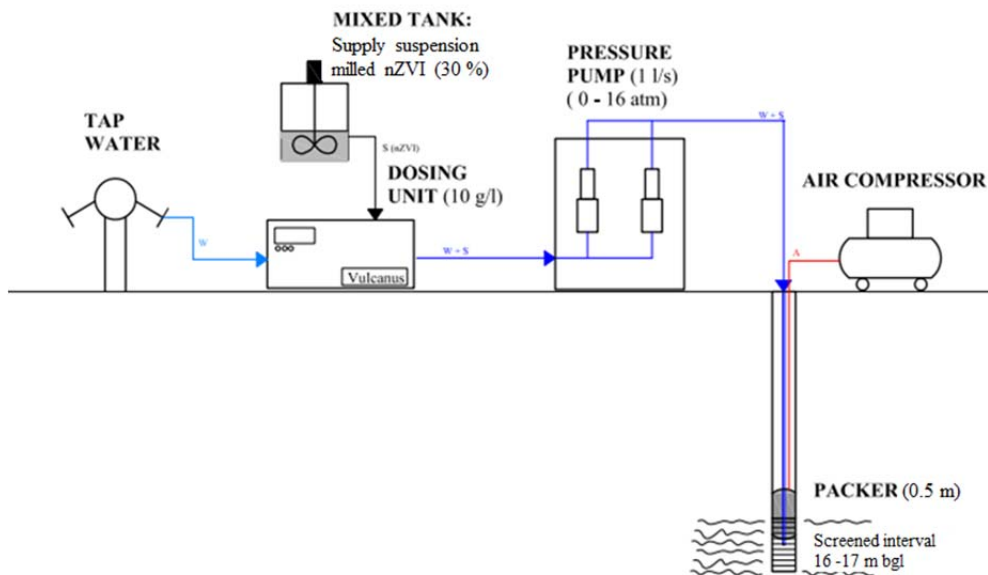 MIXED TANK:
Supply suspension
milled nZVI (30 %)
PRESSURE
PUMP (1 l/s)
( 0 - 16 atm)
TAP
WATER
W + S
S (nZVI)
DOSING
UNIT (10 g/l)
AIR COMPRESSOR
W
W + S
A
Vulcanus
PACKER (0.5 m)
Screened interval
16 -17 m bgl